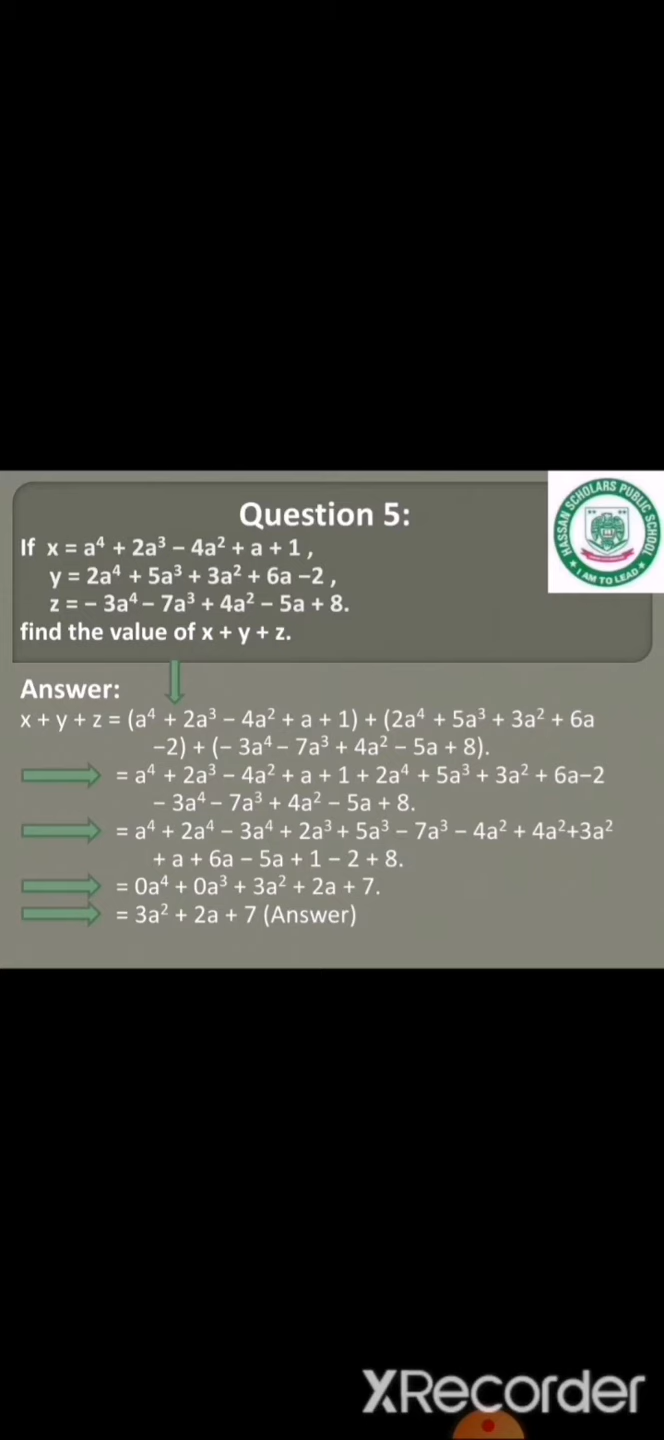 Question 5:
HASSAN SCHOLARS PUBLIC SCHOOL
I AM TO LEAD
If x = a⁴ + 2a³ – 4a² + a + 1 ,
y = 2a⁴ + 5a³ + 3a² + 6a –2 ,
z = – 3a⁴ – 7a³ + 4a² – 5a + 8.
find the value of x + y + z.
Answer:
x + y + z = (a⁴ + 2a³ – 4a² + a + 1) + (2a⁴ + 5a³ + 3a² + 6a
–2) + (– 3a⁴ – 7a³ + 4a² – 5a + 8).
= a⁴ + 2a³ – 4a² + a + 1 + 2a⁴ + 5a³ + 3a² + 6a–2
– 3a⁴ – 7a³ + 4a² – 5a + 8.
= a⁴ + 2a⁴ – 3a⁴ + 2a³ + 5a³ – 7a³ – 4a² + 4a²+3a²
+ a + 6a – 5a + 1 – 2 + 8.
= 0a⁴ + 0a³ + 3a² + 2a + 7.
= 3a² + 2a + 7 (Answer)
XRecorder